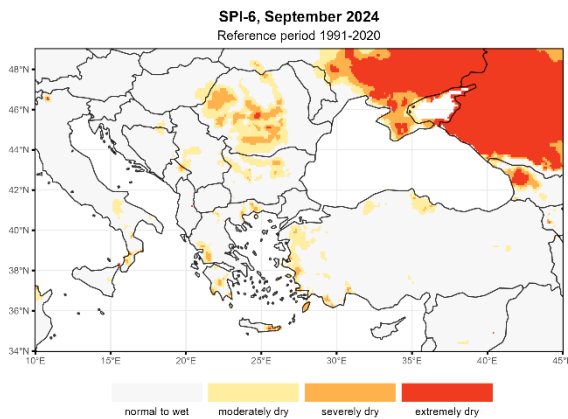 SPI-6, September 2024
Reference period 1991-2020
48°N
46°N
44°N
42°N
40°N
38°N
36°N
34°N
10°E
15°E
20°E
25°E
30°E
35°E
40°E
45°E
normal to wet
moderately dry
severely dry
extremely dry